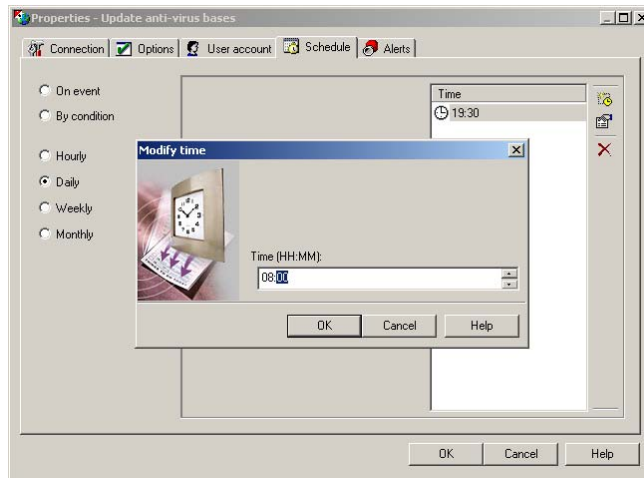 Properties - Update anti-virus bases
Connection Options User account Schedule Alerts
On event
By condition
Hourly
Daily
Weekly
Monthly
Time
19:30
Modify time
Time (HH:MM):
08:00
OK Cancel Help
OK Cancel Help